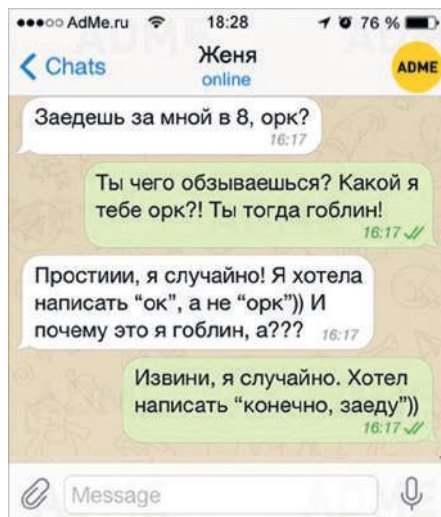 AdMe.ru 18:28 76 %
Chats Женя ADME
online
Заедешь за мной в 8, орк?
16:17
Ты чего обзываешься? Какой я
тебе орк?! Ты тогда гоблин!
16:17
Простиии, я случайно! Я хотела
написать “ок”, а не “орк”)) И
почему это я гоблин, а??? 16:17
Извини, я случайно. Хотел
написать “конечно, заеду”))
16:17
Message